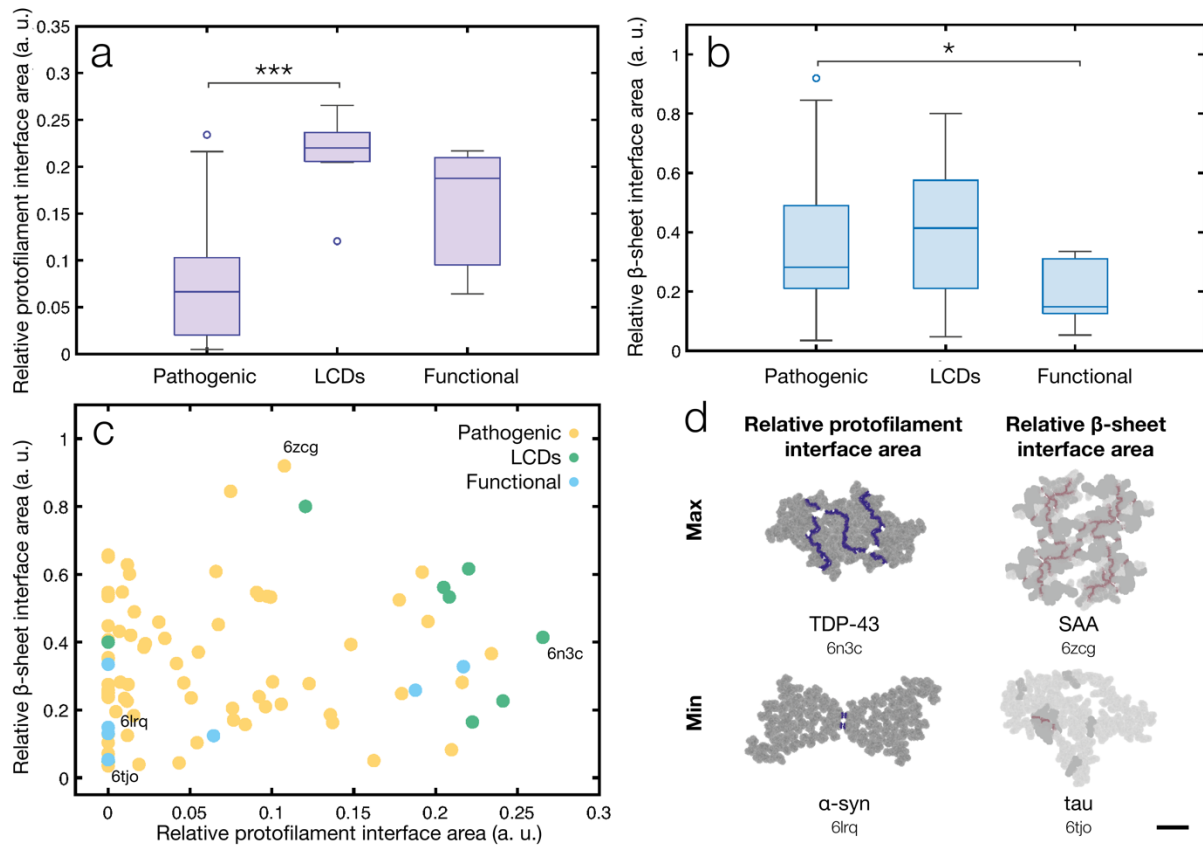 a
Relative protofilament interface area (a. u.)
0.35
0.3
0.25
0.2
0.15
0.1
0.05
0
***
Pathogenic LCDs Functional
b
Relative β-sheet interface area (a. u.)
1
0.8
0.6
0.4
0.2
0
*
Pathogenic LCDs Functional
c
Relative β-sheet interface area (a. u.)
1
0.8
0.6
0.4
0.2
0
Pathogenic
LCDs
Functional
6zcg
6n3c
6lrq
6tjo
0 0.05 0.1 0.15 0.2 0.25 0.3
Relative protofilament interface area (a. u.)
d
Relative protofilament
interface area
Relative β-sheet
interface area
Max
TDP-43
6n3c
SAA
6zcg
Min
α-syn
6lrq
tau
6tjo